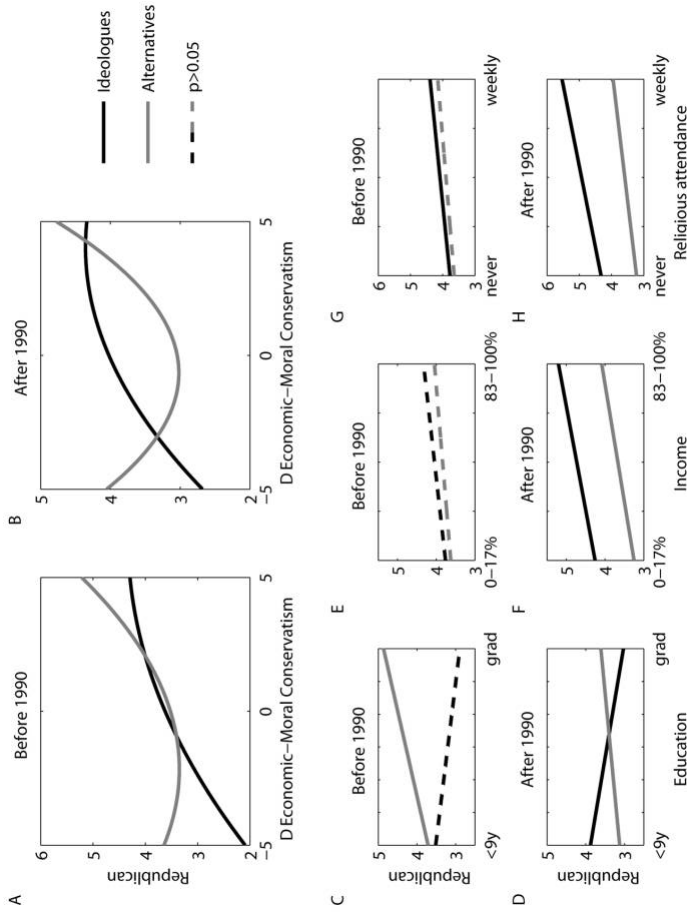 A
Before 1990
Republican
6
5
4
3
2
−5
0
5
D Economic−Moral Conservatism
B
After 1990
5
4
3
2
−5
0
5
D Economic−Moral Conservatism
Ideologues
Alternatives
p>0.05
C
Before 1990
Republican
5
4
3
<9y
grad
E
Before 1990
5
4
3
0−17%
83−100%
G
Before 1990
5
4
3
never
weekly
D
After 1990
5
4
3
<9y
grad
Education
F
After 1990
5
4
3
0−17%
83−100%
Income
H
After 1990
5
4
3
never
weekly
Religious attendance